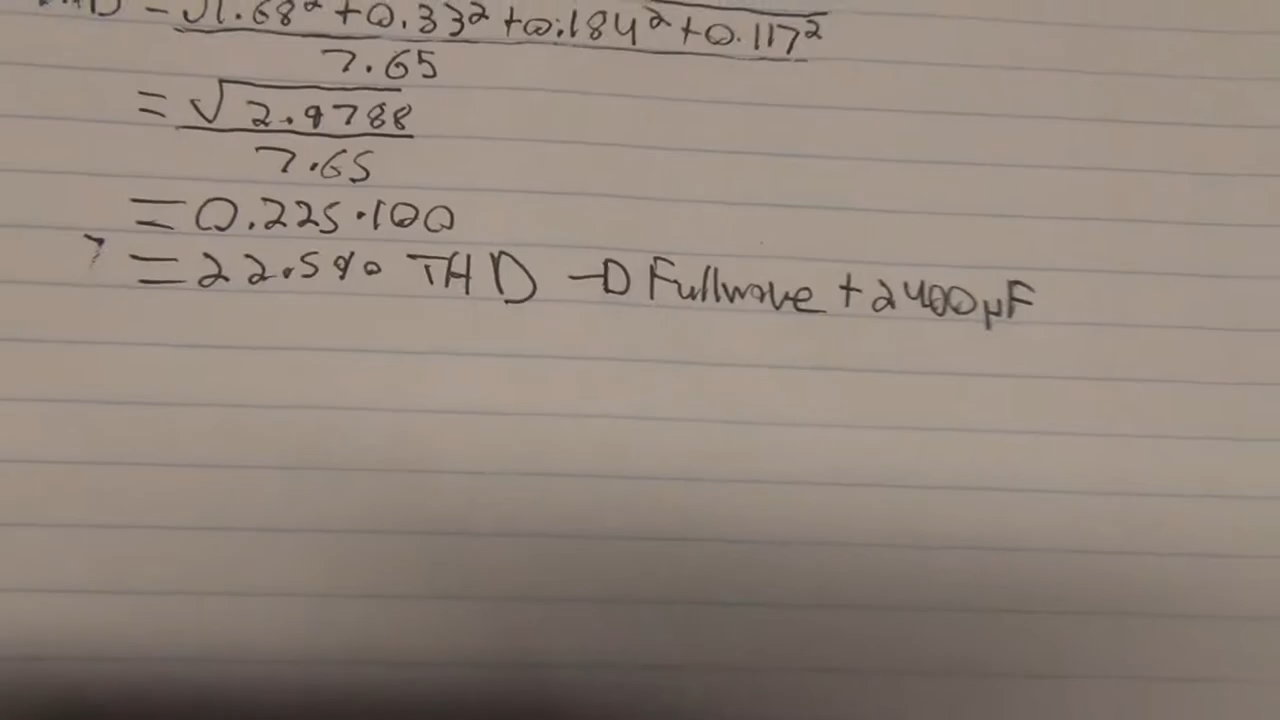 THD = √1.68² + 0.33² + 0.184² + 0.117²
7.65
= √2.9788
7.65
= 0.225 · 100
= 22.5% THD → Fullwave + 2400µF